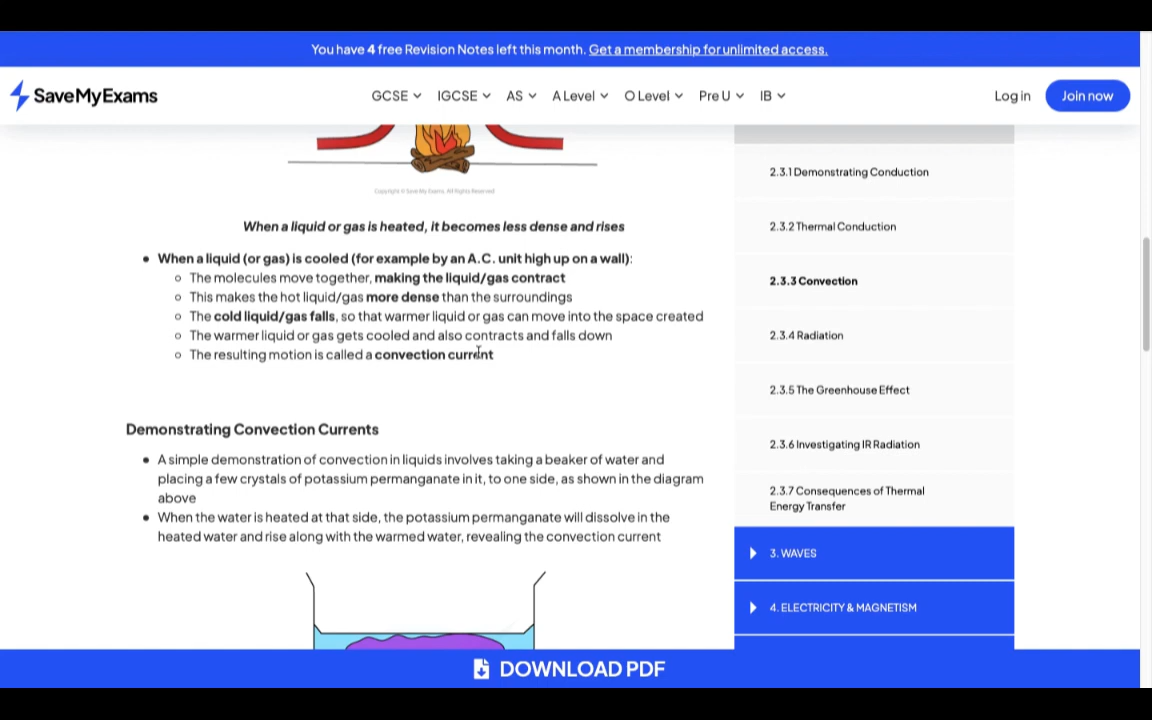 You have 4 free Revision Notes left this month. Get a membership for unlimited access.
SaveMyExams
GCSE
IGCSE
AS
A Level
O Level
Pre U
IB
Log in
Join now
Copyright © Save My Exams. All Rights Reserved
When a liquid or gas is heated, it becomes less dense and rises
When a liquid (or gas) is cooled (for example by an A.C. unit high up on a wall):
The molecules move together, making the liquid/gas contract
This makes the hot liquid/gas more dense than the surroundings
The cold liquid/gas falls, so that warmer liquid or gas can move into the space created
The warmer liquid or gas gets cooled and also contracts and falls down
The resulting motion is called a convection current
Demonstrating Convection Currents
A simple demonstration of convection in liquids involves taking a beaker of water and
placing a few crystals of potassium permanganate in it, to one side, as shown in the diagram
above
When the water is heated at that side, the potassium permanganate will dissolve in the
heated water and rise along with the warmed water, revealing the convection current
2.3.1 Demonstrating Conduction
2.3.2 Thermal Conduction
2.3.3 Convection
2.3.4 Radiation
2.3.5 The Greenhouse Effect
2.3.6 Investigating IR Radiation
2.3.7 Consequences of Thermal
Energy Transfer
3. WAVES
4. ELECTRICITY & MAGNETISM
DOWNLOAD PDF